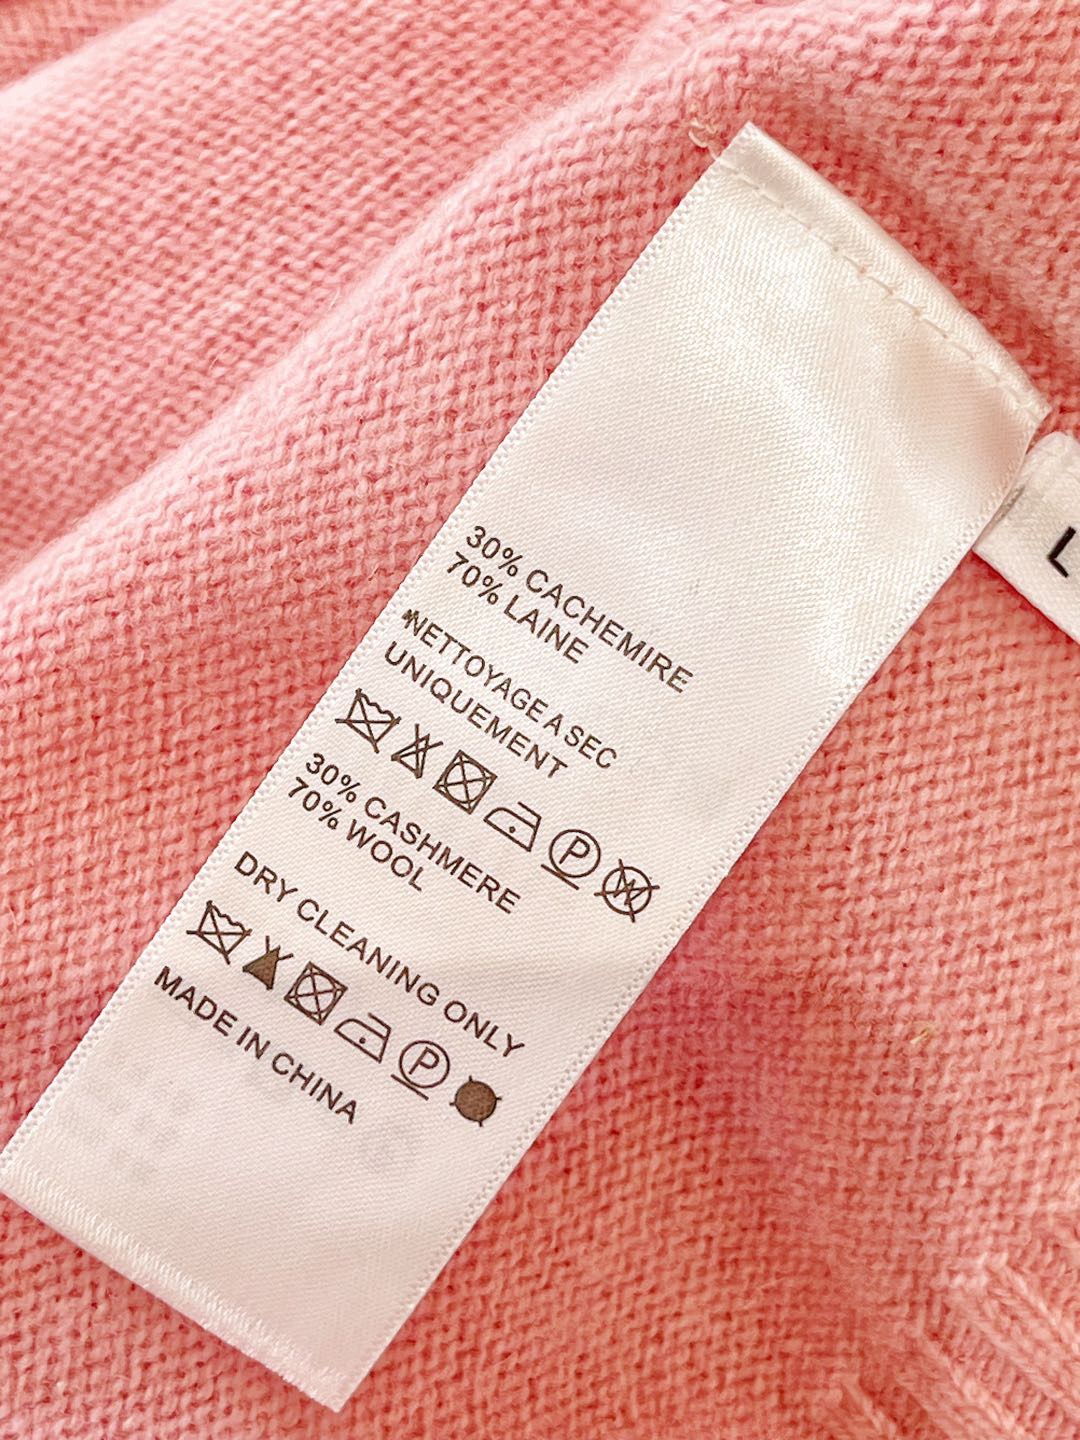 30% CACHEMIRE
70% LAINE
NETTOYAGE A SEC
UNIQUEMENT
P W
30% CASHMERE
70% WOOL
DRY CLEANING ONLY
P
MADE IN CHINA
L